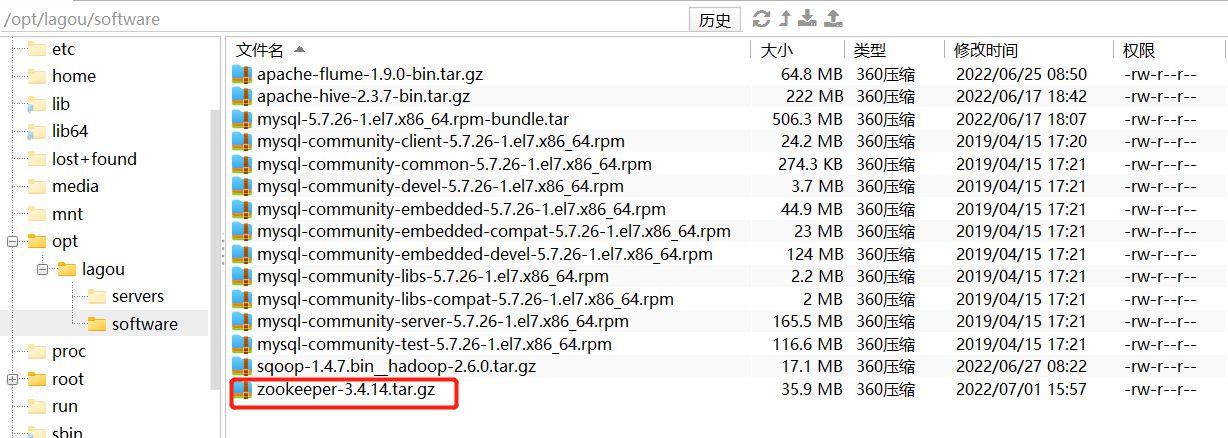 /opt/lagou/software 历史
etc
home
lib
lib64
lost+found
media
mnt
opt
lagou
servers
software
proc
root
run
sbin
文件名 大小 类型 修改时间 权限
apache-flume-1.9.0-bin.tar.gz 64.8 MB 360压缩 2022/06/25 08:50 -rw-r--r--
apache-hive-2.3.7-bin.tar.gz 222 MB 360压缩 2022/06/17 18:42 -rw-r--r--
mysql-5.7.26-1.el7.x86_64.rpm-bundle.tar 506.3 MB 360压缩 2022/06/17 18:07 -rw-r--r--
mysql-community-client-5.7.26-1.el7.x86_64.rpm 24.2 MB 360压缩 2019/04/15 17:20 -rw-r--r--
mysql-community-common-5.7.26-1.el7.x86_64.rpm 274.3 KB 360压缩 2019/04/15 17:21 -rw-r--r--
mysql-community-devel-5.7.26-1.el7.x86_64.rpm 3.7 MB 360压缩 2019/04/15 17:21 -rw-r--r--
mysql-community-embedded-5.7.26-1.el7.x86_64.rpm 44.9 MB 360压缩 2019/04/15 17:21 -rw-r--r--
mysql-community-embedded-compat-5.7.26-1.el7.x86_64.rpm 23 MB 360压缩 2019/04/15 17:21 -rw-r--r--
mysql-community-embedded-devel-5.7.26-1.el7.x86_64.rpm 124 MB 360压缩 2019/04/15 17:21 -rw-r--r--
mysql-community-libs-5.7.26-1.el7.x86_64.rpm 2.2 MB 360压缩 2019/04/15 17:21 -rw-r--r--
mysql-community-libs-compat-5.7.26-1.el7.x86_64.rpm 2 MB 360压缩 2019/04/15 17:21 -rw-r--r--
mysql-community-server-5.7.26-1.el7.x86_64.rpm 165.5 MB 360压缩 2019/04/15 17:21 -rw-r--r--
mysql-community-test-5.7.26-1.el7.x86_64.rpm 116.6 MB 360压缩 2019/04/15 17:21 -rw-r--r--
sqoop-1.4.7.bin__hadoop-2.6.0.tar.gz 17.1 MB 360压缩 2022/06/27 08:22 -rw-r--r--
zookeeper-3.4.14.tar.gz 35.9 MB 360压缩 2022/07/01 15:57 -rw-r--r--